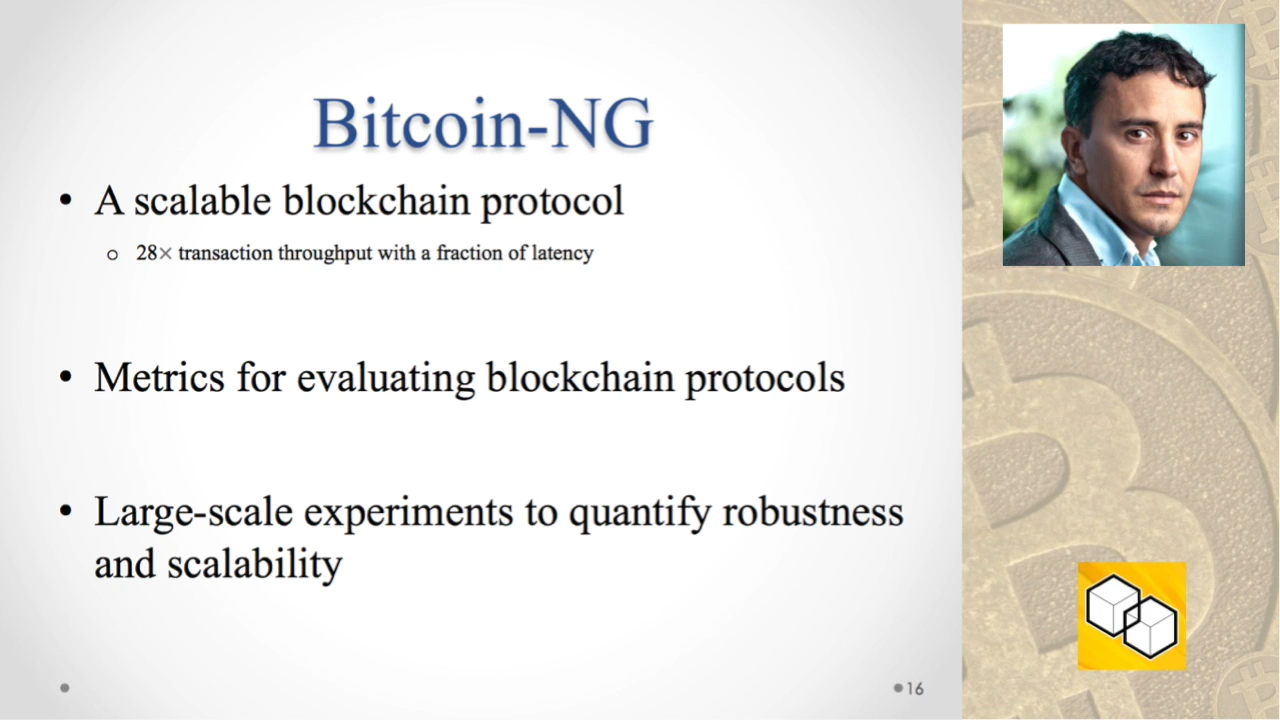 Bitcoin-NG
• A scalable blockchain protocol
o 28× transaction throughput with a fraction of latency
• Metrics for evaluating blockchain protocols
• Large-scale experiments to quantify robustness
and scalability
16